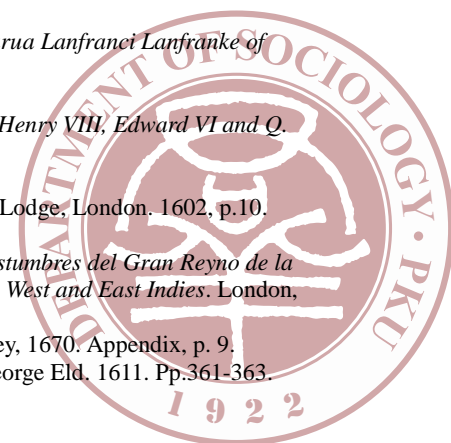 rua Lanfranci Lanfranke of
Henry VIII, Edward VI and Q.
Lodge, London. 1602, p.10.
stumbres del Gran Reyno de la
West and East Indies. London,
ey, 1670. Appendix, p. 9.
eorge Eld. 1611. Pp.361-363.
DEPARTMENT OF SOCIOLOGY · PKU
1922